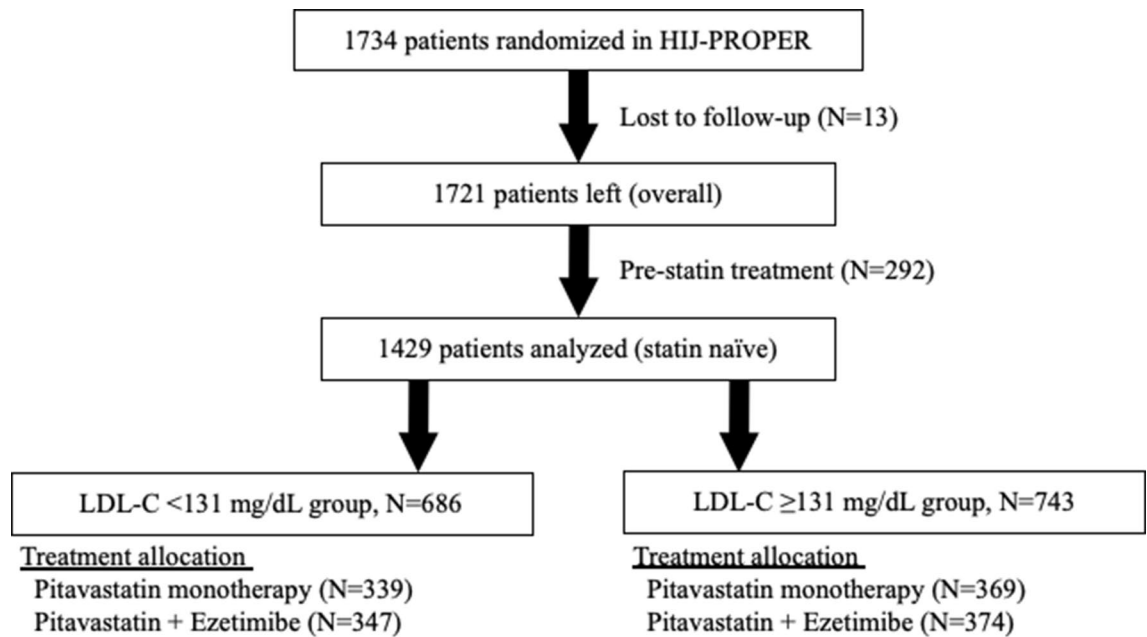 1734 patients randomized in HIJ-PROPER
Lost to follow-up (N=13)
1721 patients left (overall)
Pre-statin treatment (N=292)
1429 patients analyzed (statin naïve)
LDL-C <131 mg/dL group, N=686
Treatment allocation
Pitavastatin monotherapy (N=339)
Pitavastatin + Ezetimibe (N=347)
LDL-C ≥131 mg/dL group, N=743
Treatment allocation
Pitavastatin monotherapy (N=369)
Pitavastatin + Ezetimibe (N=374)